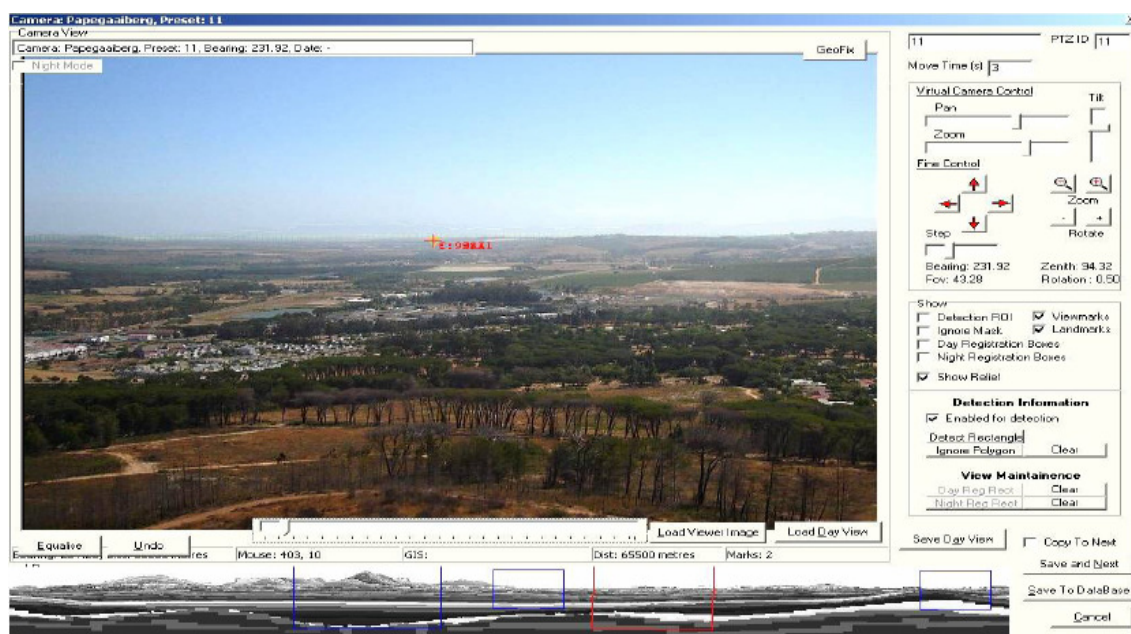 Camera: Papegaaiberg, Preset: 11
Camera View
Camera: Papegaaiberg, Preset: 11, Bearing: 231.92, Date: -
GeoFix
Night Mode
11 PTZ ID 11
Move Time (s) 3
Virtual Camera Control
Pan
Tilt
Zoom
Fine Control
Zoom
- +
Step
Rotate
Bearing: 231.92 Zenith: 94.32
Fov: 43.28 Rotation: 0.50
Show
Detection ROI Viewmarks
Ignore Mask Landmarks
Day Registration Boxes
Night Registration Boxes
Show Relief
Detection Information
Enabled for detection
Detect Rectangle
Ignore Polygon Clear
View Maintainence
Day Reg Rect Clear
Night Reg Rect Clear
Load Viewer Image Load Day View
Equalise Undo
Mouse: 403, 10 GIS: Dist: 65500 metres Marks: 2
Save Day View Copy To Next
Save and Next
Save To DataBase
Cancel